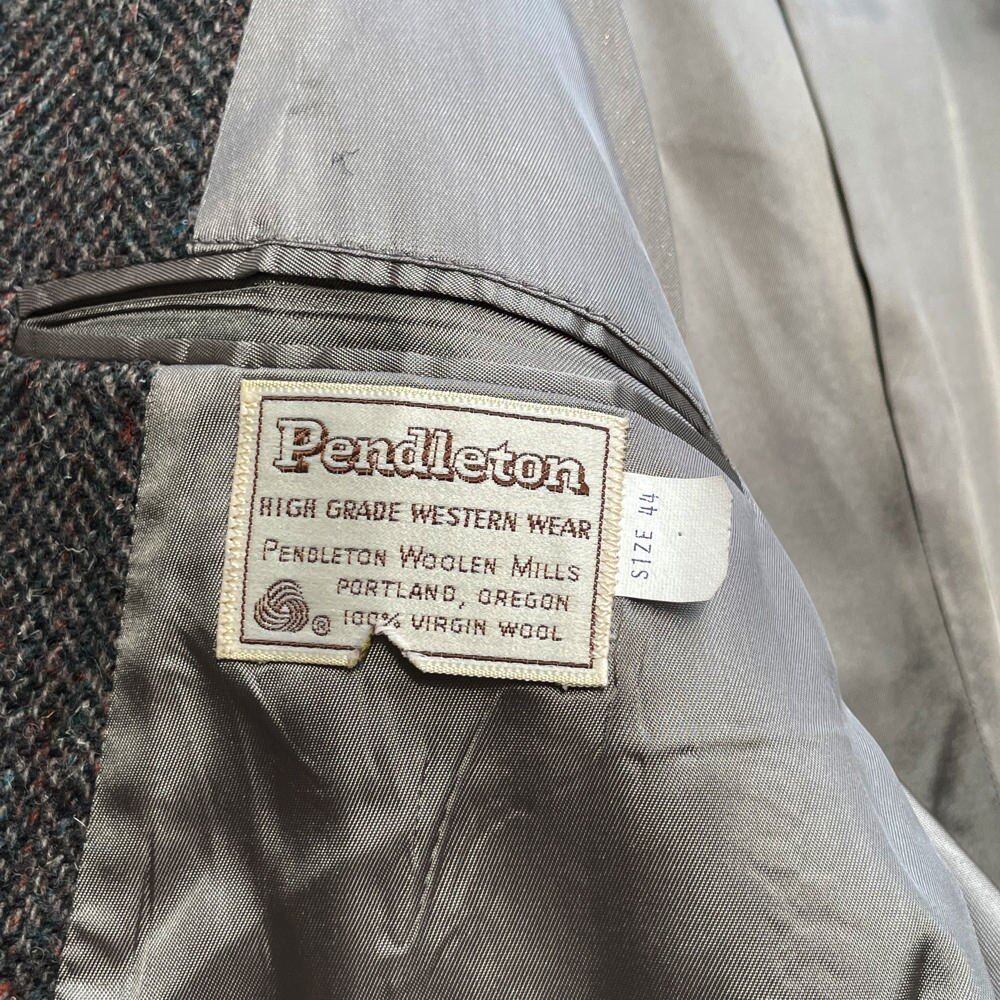 Pendleton
HIGH GRADE WESTERN WEAR
PENDLETON WOOLEN MILLS
PORTLAND, OREGON
® 100% VIRGIN WOOL
SIZE 44